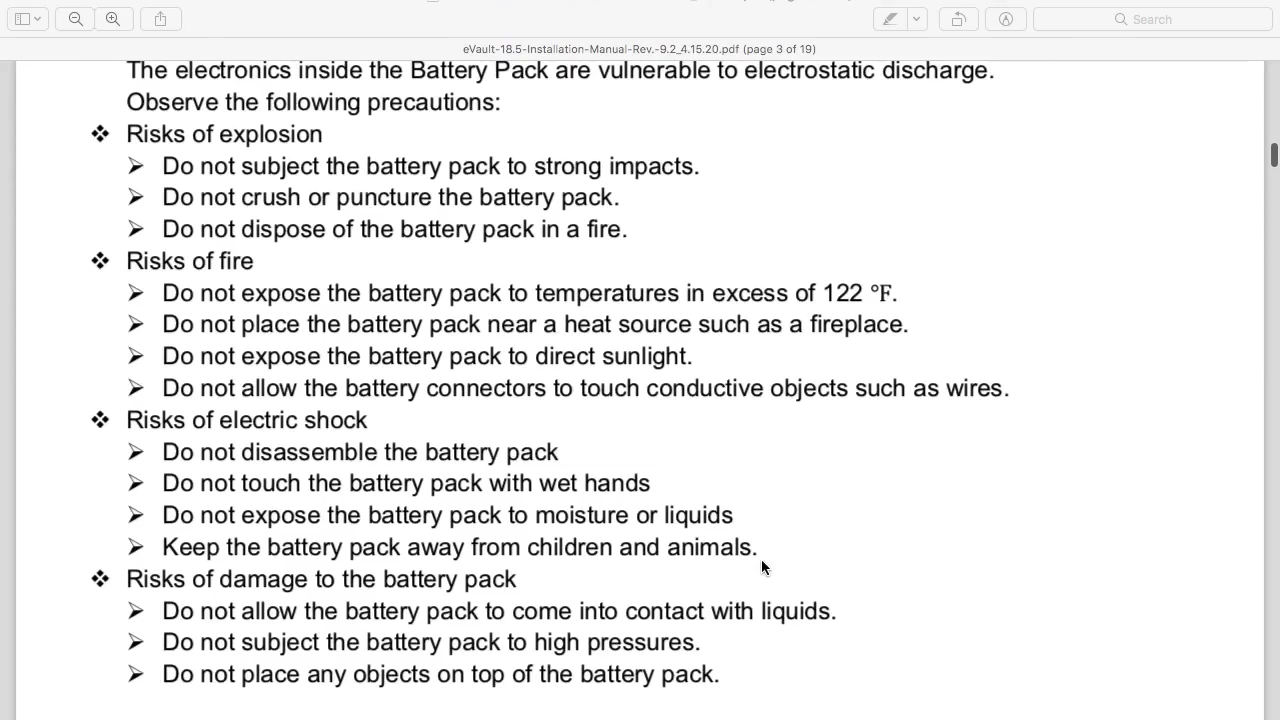 Search
eVault-18.5-Installation-Manual-Rev.-9.2_4.15.20.pdf (page 3 of 19)
The electronics inside the Battery Pack are vulnerable to electrostatic discharge.
Observe the following precautions:
❖ Risks of explosion
➢ Do not subject the battery pack to strong impacts.
➢ Do not crush or puncture the battery pack.
➢ Do not dispose of the battery pack in a fire.
❖ Risks of fire
➢ Do not expose the battery pack to temperatures in excess of 122 °F.
➢ Do not place the battery pack near a heat source such as a fireplace.
➢ Do not expose the battery pack to direct sunlight.
➢ Do not allow the battery connectors to touch conductive objects such as wires.
❖ Risks of electric shock
➢ Do not disassemble the battery pack
➢ Do not touch the battery pack with wet hands
➢ Do not expose the battery pack to moisture or liquids
➢ Keep the battery pack away from children and animals.
❖ Risks of damage to the battery pack
➢ Do not allow the battery pack to come into contact with liquids.
➢ Do not subject the battery pack to high pressures.
➢ Do not place any objects on top of the battery pack.